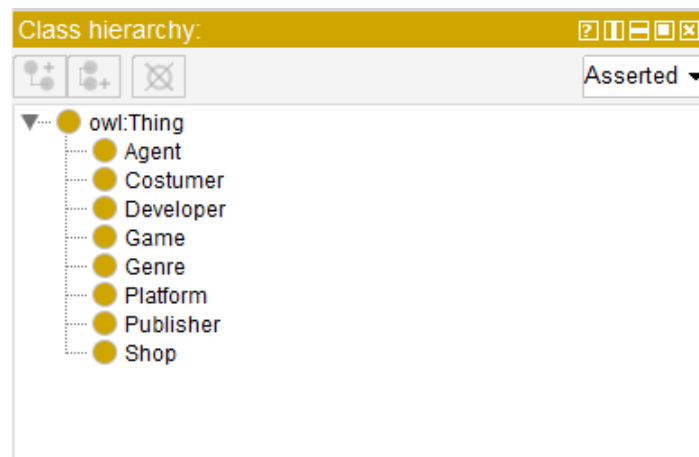 Class hierarchy:
Asserted
owl:Thing
Agent
Costumer
Developer
Game
Genre
Platform
Publisher
Shop